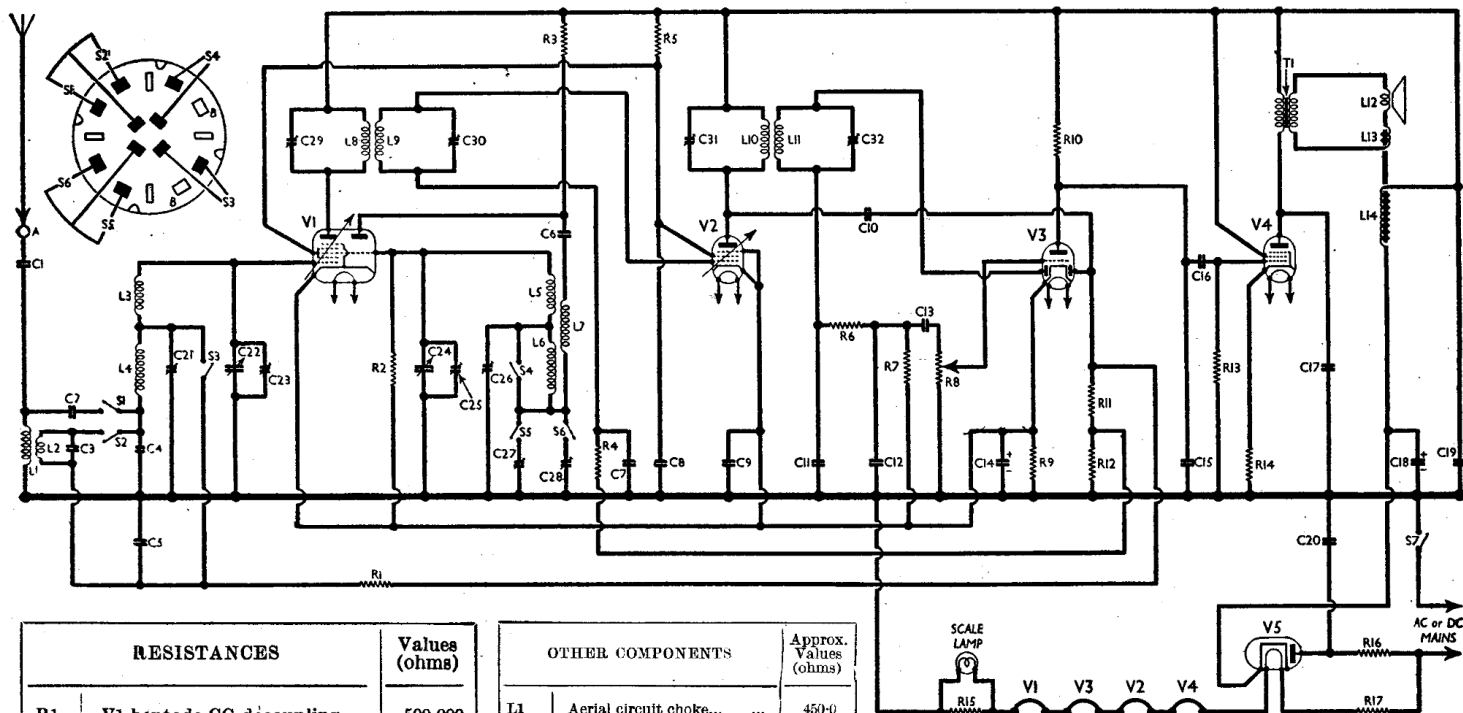 S2
S4
S1
B
S6
S5
S3
B
A
C1
L3
L4
C21
S3
C22
C23
C2
S1
L1
L2
C3
S2
C4
C5
R1
R3
R5
C29
L8
L9
C30
V1
C6
R2
C24
C25
L5
L6
L7
C26
S4
S5
S6
C27
C28
R4
C7
C8
C9
C31
L10
L11
C32
V2
C10
R10
V3
C13
R6
R7
R8
C11
C12
C14
+
-
R9
R11
R12
C15
C16
V4
R13
R14
T1
L12
L13
L14
C17
C18
+
-
C19
C20
S7
AC or DC
MAINS
V5
R16
R17
SCALE
LAMP
R15
V1
V3
V2
V4
RESISTANCES
Values
(ohms)
R1
V1 heptode CG decoupling
500,000
OTHER COMPONENTS
Approx.
Values
(ohms)
L1
Aerial circuit choke... ...
450·0